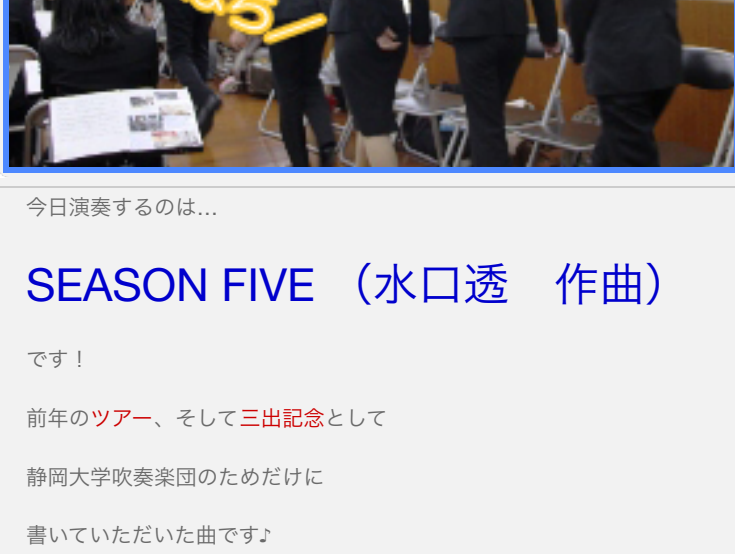 今日演奏するのは…
SEASON FIVE （水口透　作曲）
です！
前年のツアー、そして三出記念として
静岡大学吹奏楽団のためだけに
書いていただいた曲です♪